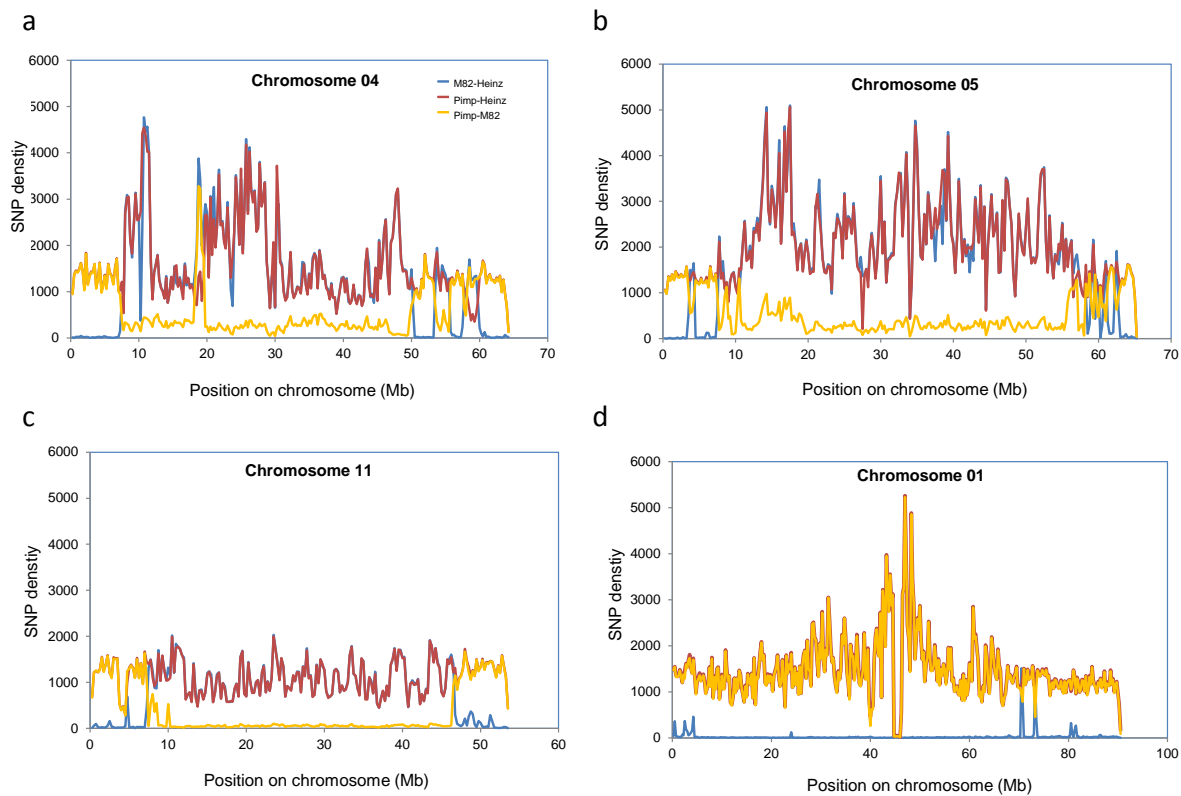 a
Chromosome 04
M82-Heinz
Pimp-Heinz
Pimp-M82
SNP denstiy
6000
5000
4000
3000
2000
1000
0
0 10 20 30 40 50 60 70
Position on chromosome (Mb)
b
Chromosome 05
SNP denstiy
6000
5000
4000
3000
2000
1000
0
0 10 20 30 40 50 60 70
Position on chromosome (Mb)
c
Chromosome 11
SNP denstiy
6000
5000
4000
3000
2000
1000
0
0 10 20 30 40 50 60
Position on chromosome (Mb)
d
Chromosome 01
SNP denstiy
6000
5000
4000
3000
2000
1000
0
0 20 40 60 80 100
Position on chromosome (Mb)